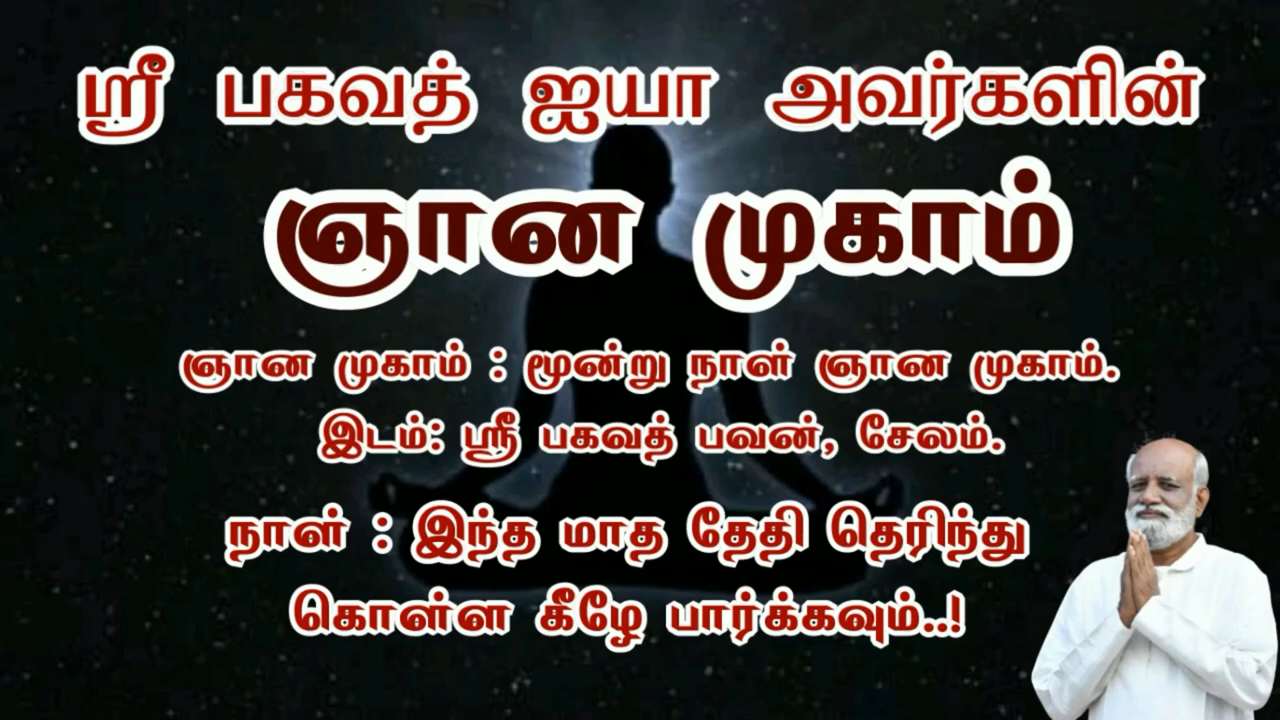 ஸ்ரீ பகவத் ஐயா அவர்களின்
ஞான முகாம்
ஞான முகாம் : மூன்று நாள் ஞான முகாம்.
இடம்: ஸ்ரீ பகவத் பவன், சேலம்.
நாள் : இந்த மாத தேதி தெரிந்து
கொள்ள கீழே பார்க்கவும்..!